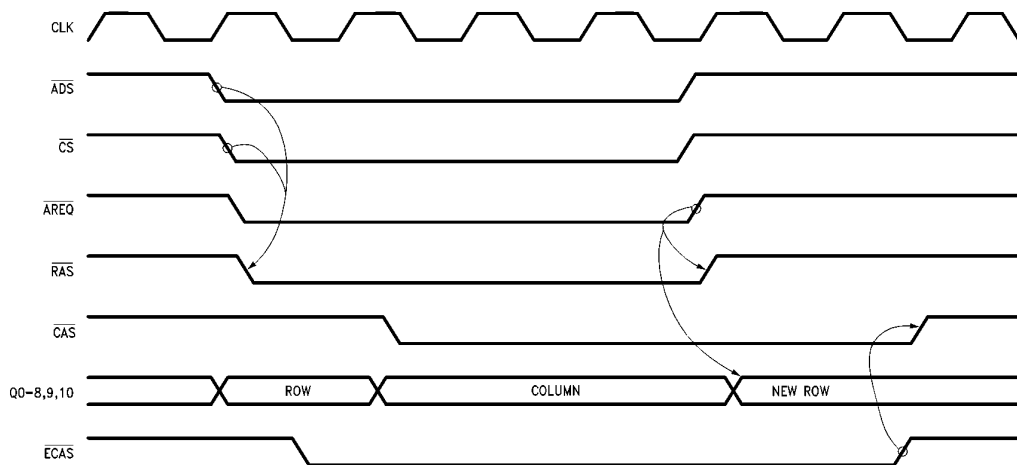 CLK
ADS
CS
AREQ
RAS
CAS
Q0-8,9,10 ROW COLUMN NEW ROW
ECAS